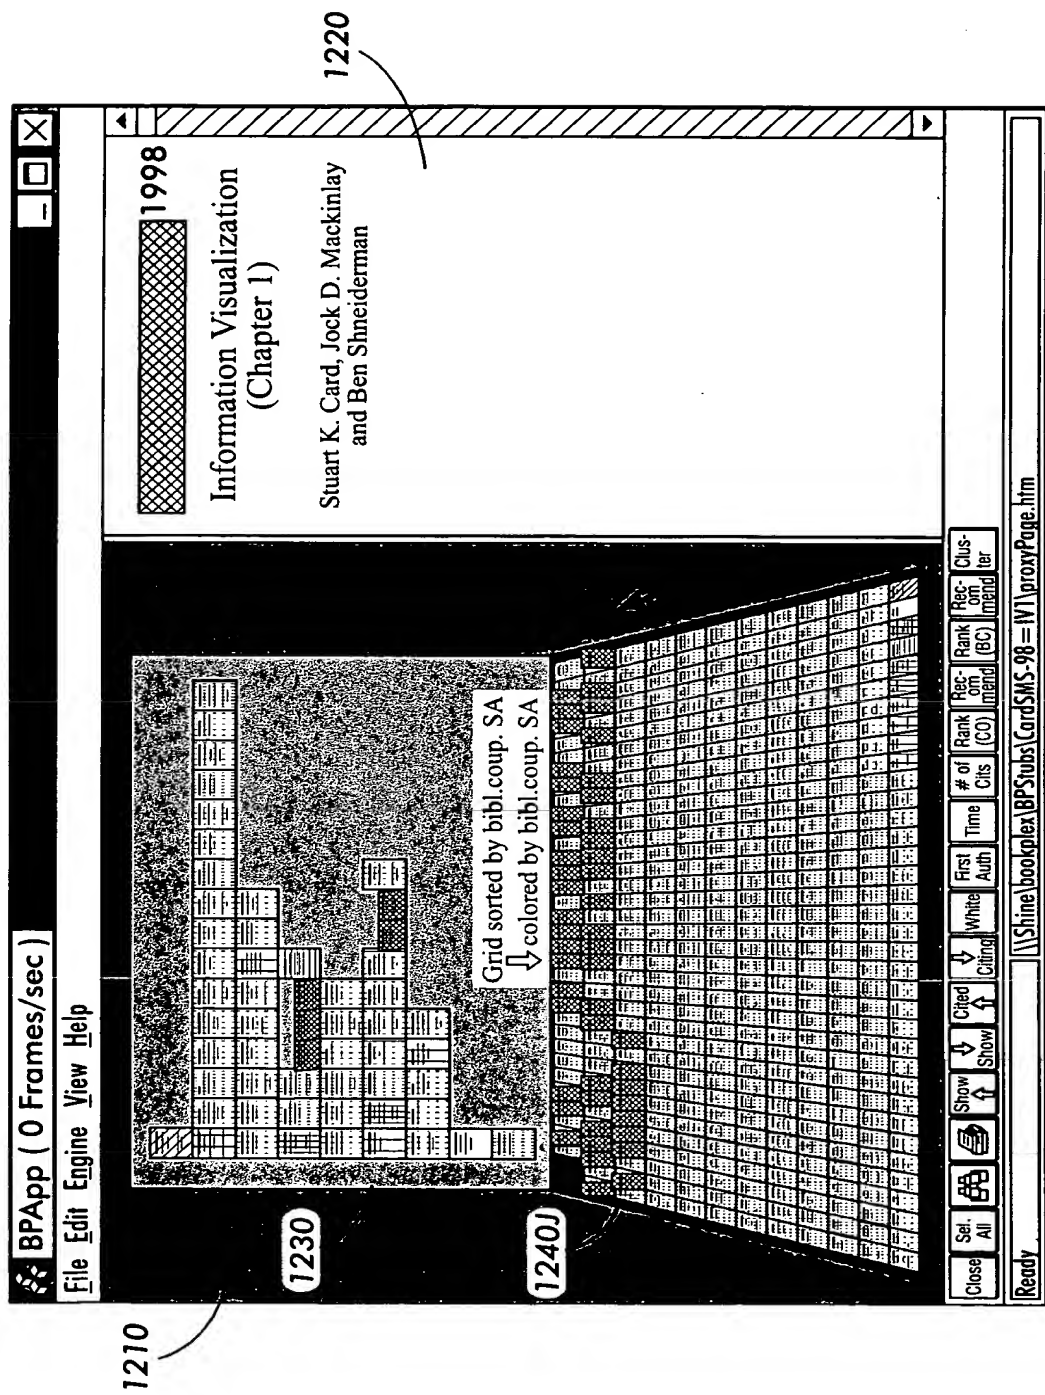 BPApp ( 0 Frames/sec )
File Edit Engine View Help
1210
1220
1230
1240J
Grid sorted by bibl.coup. SA
⇩ colored by bibl.coup. SA
1998
Information Visualization
(Chapter 1)
Stuart K. Card, Jock D. Mackinlay
and Ben Shneiderman
Close
Sel.
All
Show
⇧
⇩
Show
Cited
⇧
⇩
Citing
White
First
Auth
Time
# of
Cits
Rank
(CO)
Rec-
om
mend
Rank
(BC)
Rec-
om
mend
Clus-
ter
Ready
\\Shine\bookplex\BPStubs\CardSMS-98=IV1\proxyPage.htm